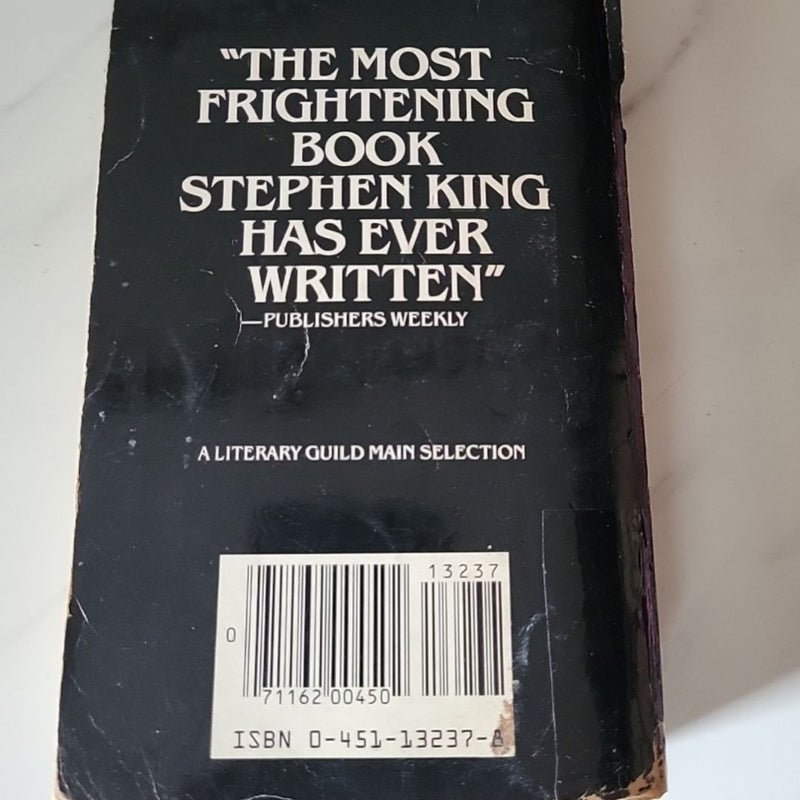 “THE MOST
FRIGHTENING
BOOK
STEPHEN KING
HAS EVER
WRITTEN”
—PUBLISHERS WEEKLY
A LITERARY GUILD MAIN SELECTION
13237
0
71162 00450
ISBN 0-451-13237-8